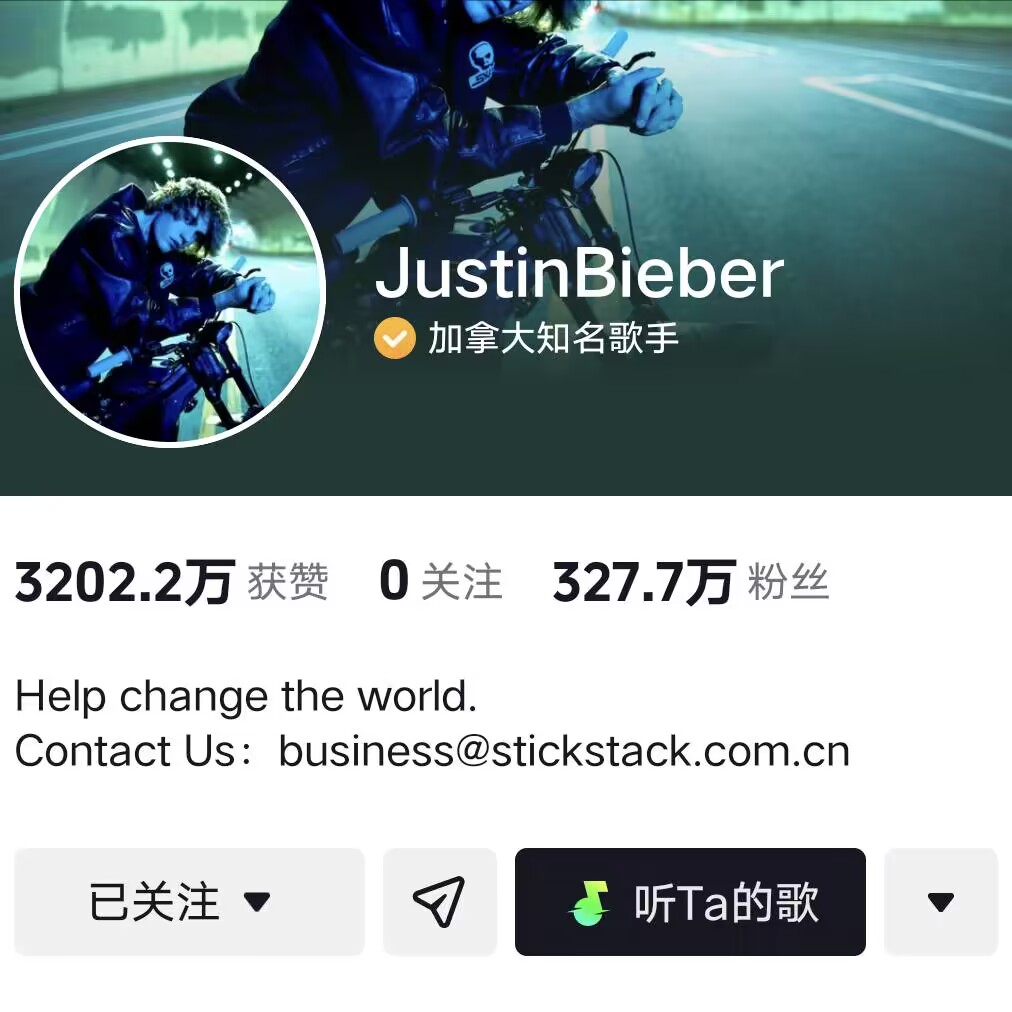 JustinBieber
加拿大知名歌手
3202.2万 获赞 0 关注 327.7万 粉丝
Help change the world.
Contact Us：business@stickstack.com.cn
已关注 听Ta的歌